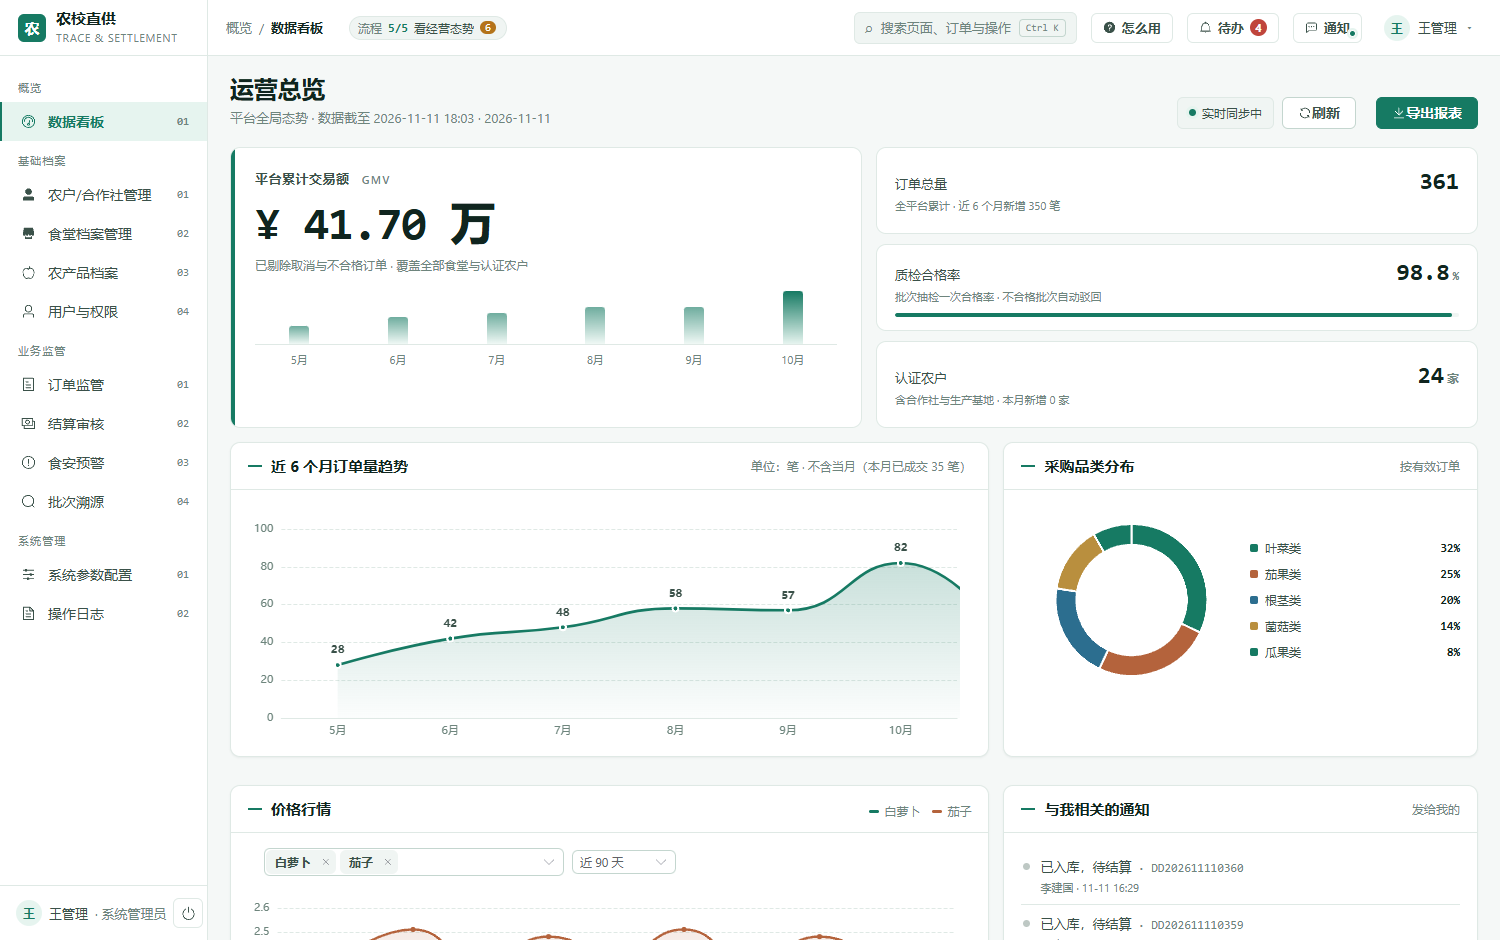 农校直供
TRACE & SETTLEMENT
概览
数据看板 01
基础档案
农户/合作社管理 01
食堂档案管理 02
农产品档案 03
用户与权限 04
业务监管
订单监管 01
结算审核 02
食安预警 03
批次溯源 04
系统管理
系统参数配置 01
操作日志 02
王 王管理 · 系统管理员
概览 / 数据看板
流程 5/5 看经营态势 6
搜索页面、订单与操作 Ctrl K
怎么用
待办 4
通知
王 王管理
运营总览
平台全局态势 · 数据截至 2026-11-11 18:03 · 2026-11-11
实时同步中
刷新
导出报表
平台累计交易额 GMV
¥ 41.70 万
已剔除取消与不合格订单 · 覆盖全部食堂与认证农户
5月 6月 7月 8月 9月 10月
订单总量 361
全平台累计 · 近 6 个月新增 350 笔
质检合格率 98.8 %
批次抽检一次合格率 · 不合格批次自动驳回
认证农户 24 家
含合作社与生产基地 · 本月新增 0 家
近 6 个月订单量趋势
单位：笔 · 不含当月（本月已成交 35 笔）
100
80
60
40
20
0
28 42 48 58 57 82
5月 6月 7月 8月 9月 10月
采购品类分布 按有效订单
叶菜类 32%
茄果类 25%
根茎类 20%
菌菇类 14%
瓜果类 8%
价格行情
白萝卜 茄子
白萝卜 × 茄子 × 近 90 天
2.6
2.5
与我相关的通知 发给我的
已入库，待结算 · DD202611110360
李建国 · 11-11 16:29
已入库，待结算 · DD202611110359